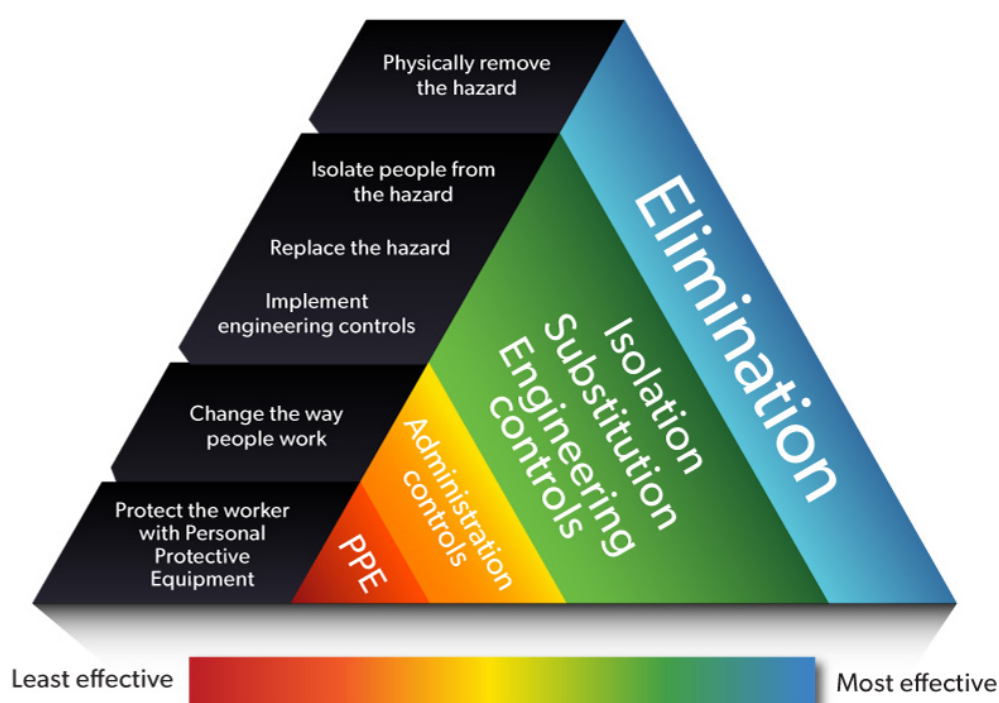 Physically remove
the hazard
Isolate people from
the hazard
Replace the hazard
Implement
engineering controls
Change the way
people work
Protect the worker
with Personal
Protective
Equipment
PPE
Administration
controls
Isolation
Substitution
Engineering
controls
Elimination
Least effective
Most effective